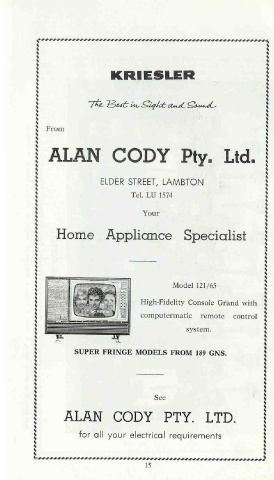 KRIESLER
The Best in Sight and Sound
From
ALAN CODY Pty. Ltd.
ELDER STREET, LAMBTON
Tel. LU 1574
Your
Home Appliance Specialist
Model 121/65
High-Fidelity Console Grand with
computermatic remote control
system.
SUPER FRINGE MODELS FROM 189 GNS.
See
ALAN CODY PTY. LTD.
for all your electrical requirements
15